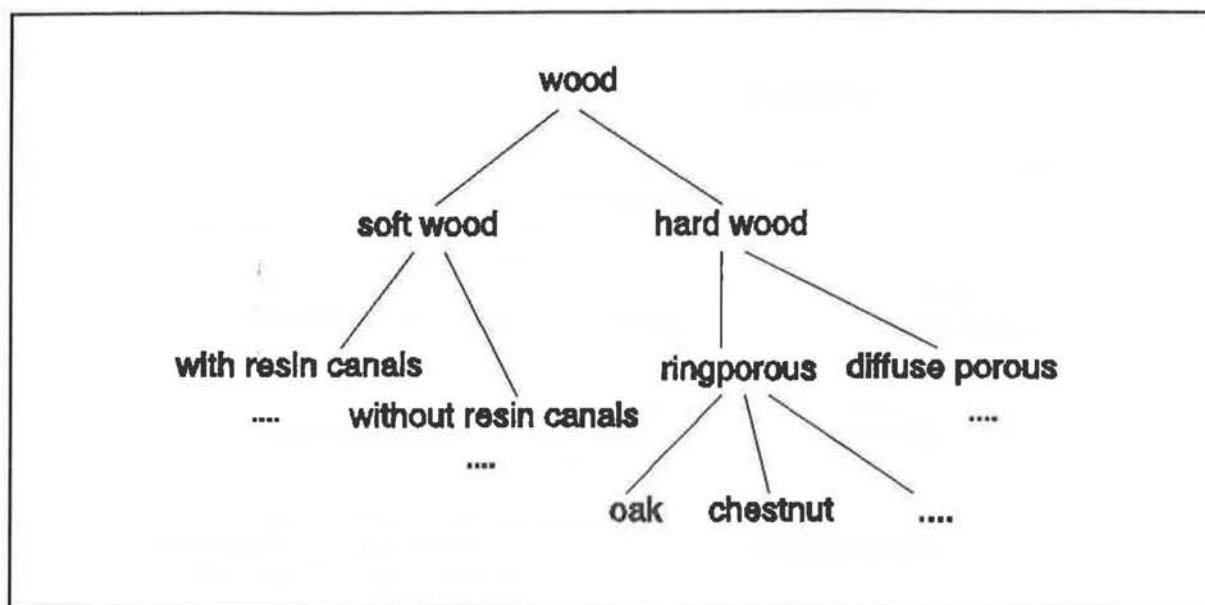 wood
soft wood hard wood
with resin canals ringporous diffuse porous
.... without resin canals ....
....
oak chestnut ....